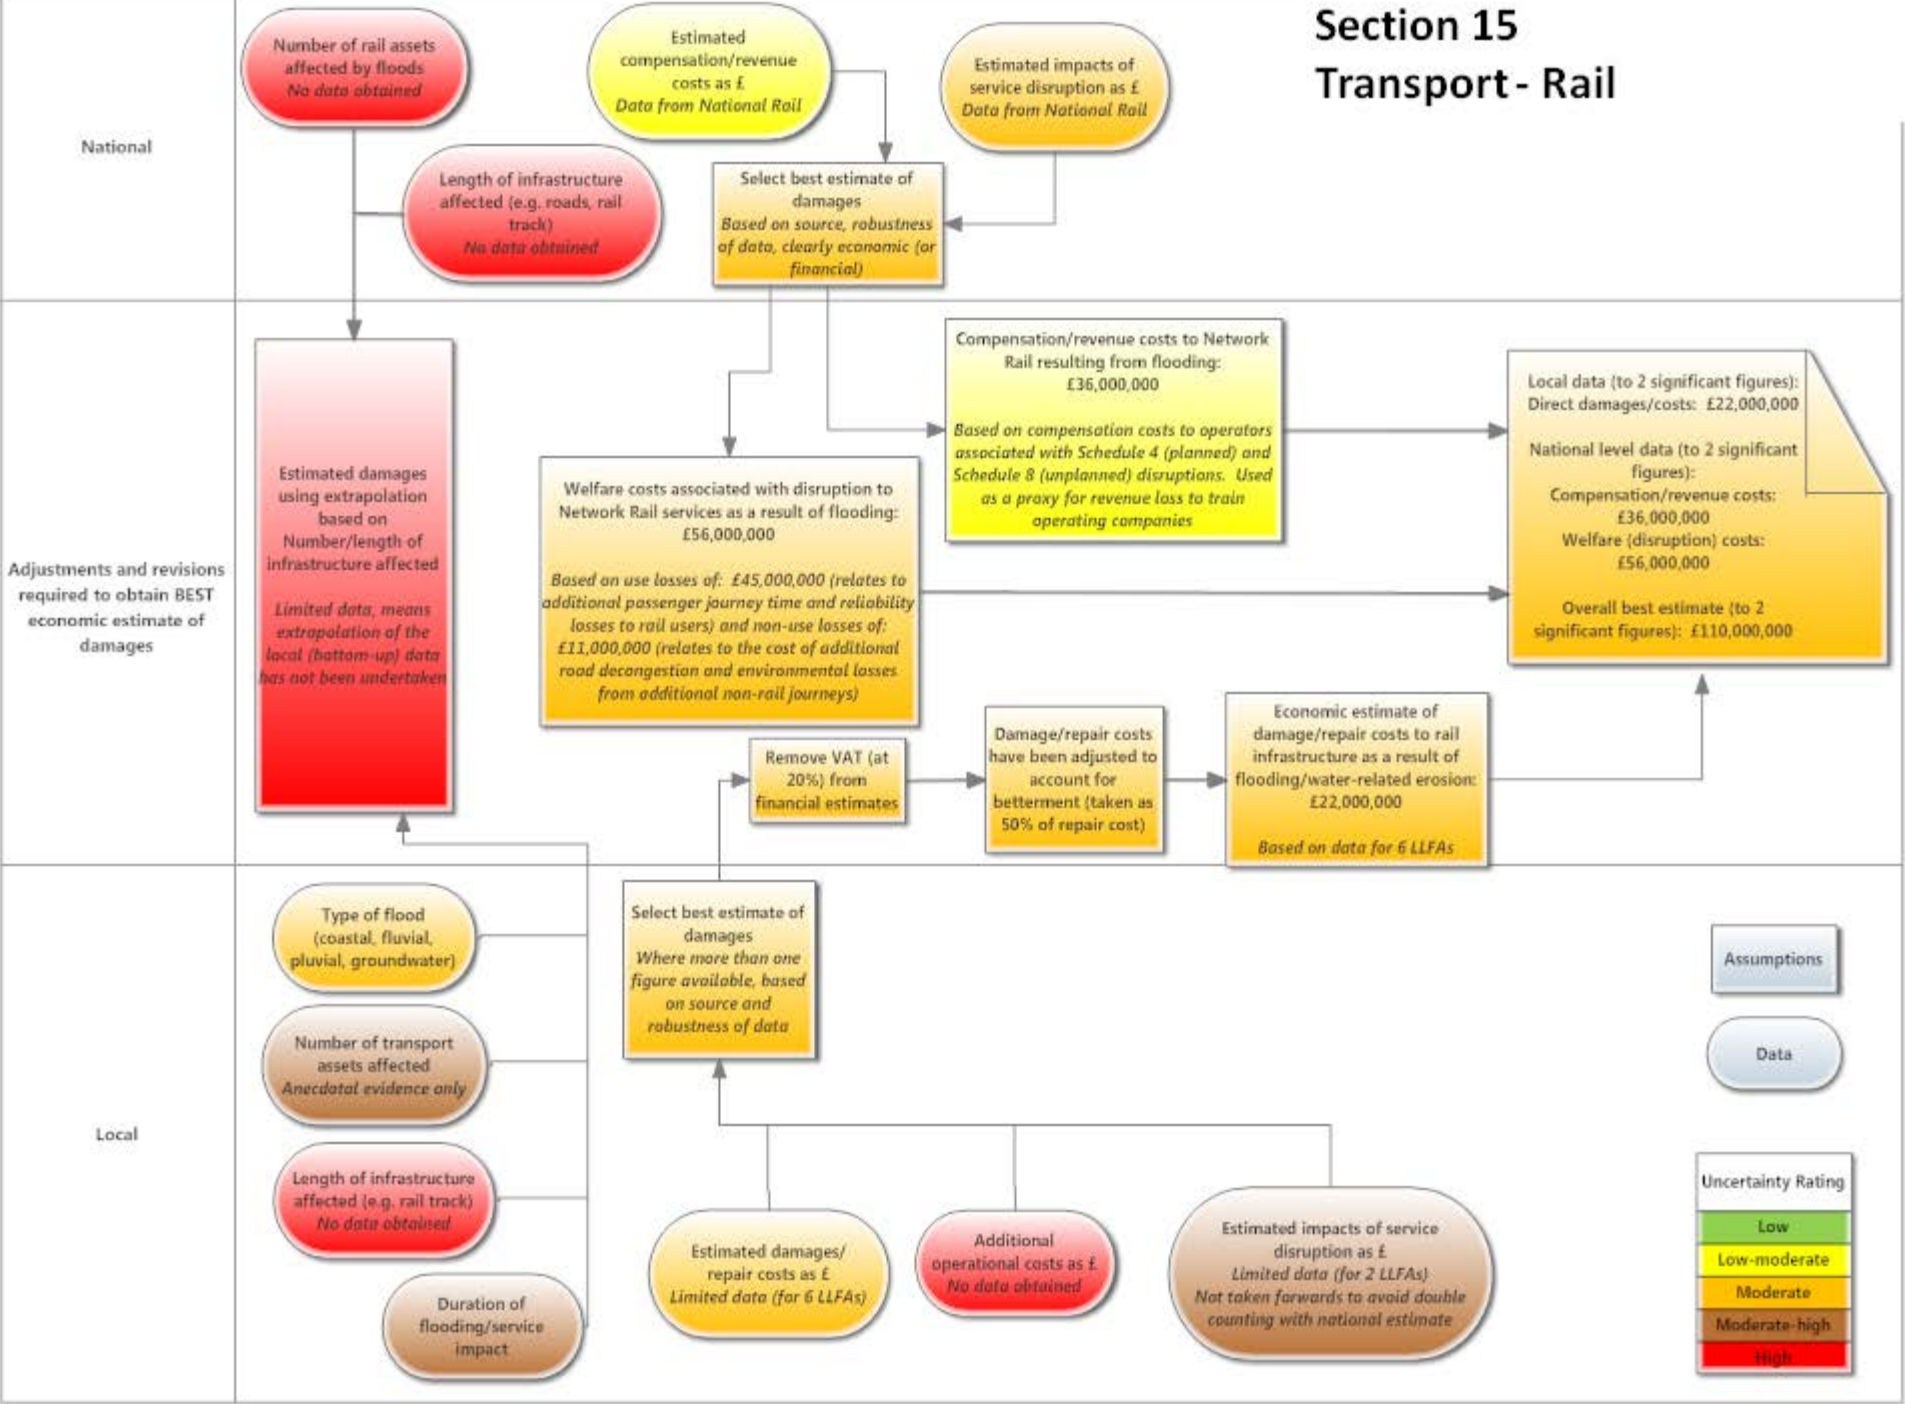 Section 15
Transport - Rail
National
Number of rail assets
affected by floods
No data obtained
Estimated
compensation/revenue
costs as £
Data from National Rail
Estimated impacts of
service disruption as £
Data from National Rail
Length of infrastructure
affected (e.g. roads, rail
track)
No data obtained
Select best estimate of
damages
Based on source, robustness
of data, clearly economic (or
financial)
Adjustments and revisions
required to obtain BEST
economic estimate of
damages
Estimated damages
using extrapolation
based on
Number/length of
infrastructure affected
Limited data, means
extrapolation of the
local (bottom-up) data
has not been undertaken
Welfare costs associated with disruption to
Network Rail services as a result of flooding:
£56,000,000
Based on use losses of: £45,000,000 (relates to
additional passenger journey time and reliability
losses to rail users) and non-use losses of:
£11,000,000 (relates to the cost of additional
road decongestion and environmental losses
from additional non-rail journeys)
Compensation/revenue costs to Network
Rail resulting from flooding:
£36,000,000
Based on compensation costs to operators
associated with Schedule 4 (planned) and
Schedule 8 (unplanned) disruptions. Used
as a proxy for revenue loss to train
operating companies
Local data (to 2 significant figures):
Direct damages/costs: £22,000,000
National level data (to 2 significant
figures):
Compensation/revenue costs:
£36,000,000
Welfare (disruption) costs:
£56,000,000
Overall best estimate (to 2
significant figures): £110,000,000
Remove VAT (at
20%) from
financial estimates
Damage/repair costs
have been adjusted to
account for
betterment (taken as
50% of repair cost)
Economic estimate of
damage/repair costs to rail
infrastructure as a result of
flooding/water-related erosion:
£22,000,000
Based on data for 6 LLFAs
Local
Type of flood
(coastal, fluvial,
pluvial, groundwater)
Number of transport
assets affected
Anecdotal evidence only
Length of infrastructure
affected (e.g. rail track)
No data obtained
Duration of
flooding/service
impact
Select best estimate of
damages
Where more than one
figure available, based
on source and
robustness of data
Estimated damages/
repair costs as £
Limited data (for 6 LLFAs)
Additional
operational costs as £
No data obtained
Estimated impacts of service
disruption as £
Limited data (for 2 LLFAs)
Not taken forwards to avoid double
counting with national estimate
Assumptions
Data
Uncertainty Rating
Low
Low-moderate
Moderate
Moderate-high
High